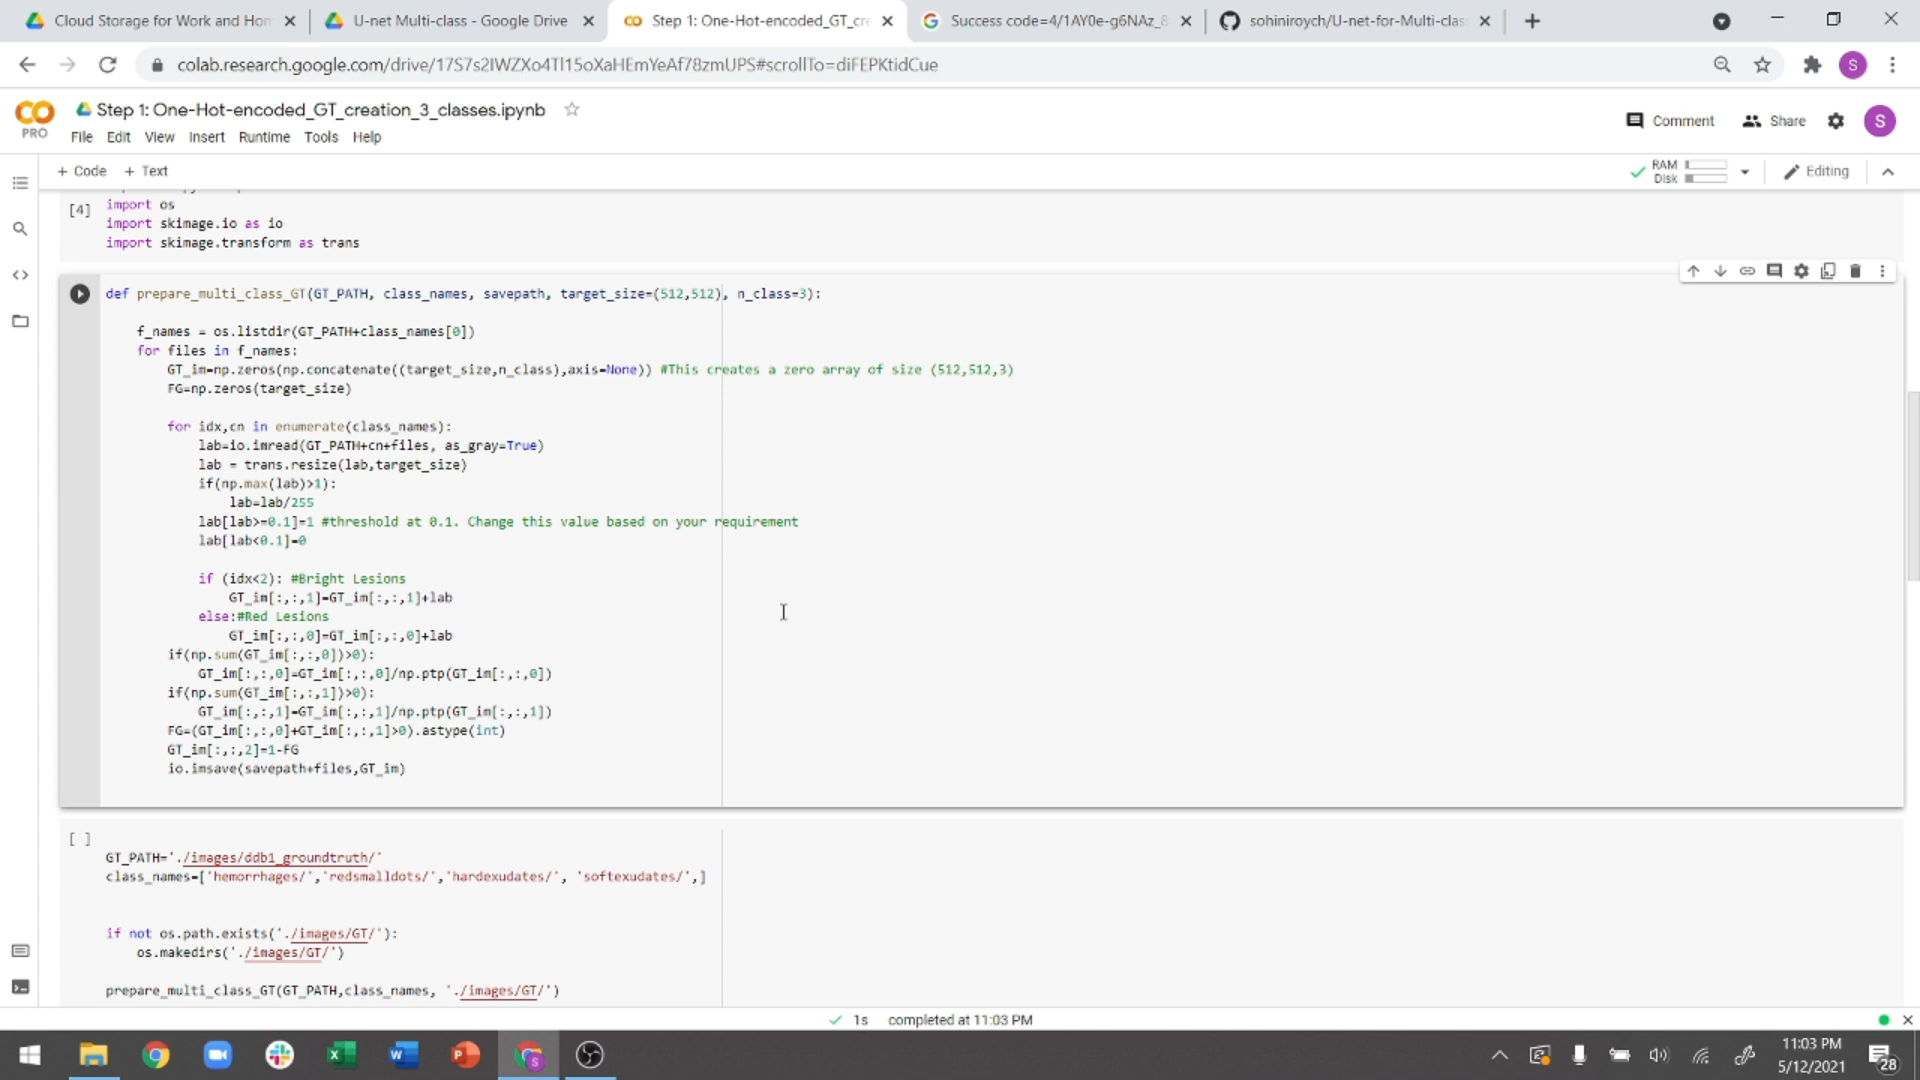 Cloud Storage for Work and Hom
U-net Multi-class - Google Drive
Step 1: One-Hot-encoded_GT_cre
Success code=4/1AY0e-g6NAz_8
sohiniroych/U-net-for-Multi-clas
colab.research.google.com/drive/17S7s2IWZXo4Tl15oXaHEmYeAf78zmUPS#scrollTo=diFEPKtidCue
S
PRO
Step 1: One-Hot-encoded_GT_creation_3_classes.ipynb
File Edit View Insert Runtime Tools Help
Comment
Share
S
+ Code + Text
RAM
Disk
Editing
[4]
import os
import skimage.io as io
import skimage.transform as trans
def prepare_multi_class_GT(GT_PATH, class_names, savepath, target_size=(512,512), n_class=3):
f_names = os.listdir(GT_PATH+class_names[0])
for files in f_names:
GT_im=np.zeros(np.concatenate((target_size,n_class),axis=None)) #This creates a zero array of size (512,512,3)
FG=np.zeros(target_size)
for idx,cn in enumerate(class_names):
lab=io.imread(GT_PATH+cn+files, as_gray=True)
lab = trans.resize(lab,target_size)
if(np.max(lab)>1):
lab=lab/255
lab[lab>=0.1]=1 #threshold at 0.1. Change this value based on your requirement
lab[lab<0.1]=0
if (idx<2): #Bright Lesions
GT_im[:,:,1]=GT_im[:,:,1]+lab
else:#Red Lesions
GT_im[:,:,0]=GT_im[:,:,0]+lab
if(np.sum(GT_im[:,:,0])>0):
GT_im[:,:,0]=GT_im[:,:,0]/np.ptp(GT_im[:,:,0])
if(np.sum(GT_im[:,:,1])>0):
GT_im[:,:,1]=GT_im[:,:,1]/np.ptp(GT_im[:,:,1])
FG=(GT_im[:,:,0]+GT_im[:,:,1]>0).astype(int)
GT_im[:,:,2]=1-FG
io.imsave(savepath+files,GT_im)
[ ]
GT_PATH='./images/ddb1_groundtruth/'
class_names=['hemorrhages/','redsmalldots/','hardexudates/', 'softexudates/',]
if not os.path.exists('./images/GT/'):
os.makedirs('./images/GT/')
prepare_multi_class_GT(GT_PATH,class_names, './images/GT/')
1s completed at 11:03 PM
11:03 PM
5/12/2021
28